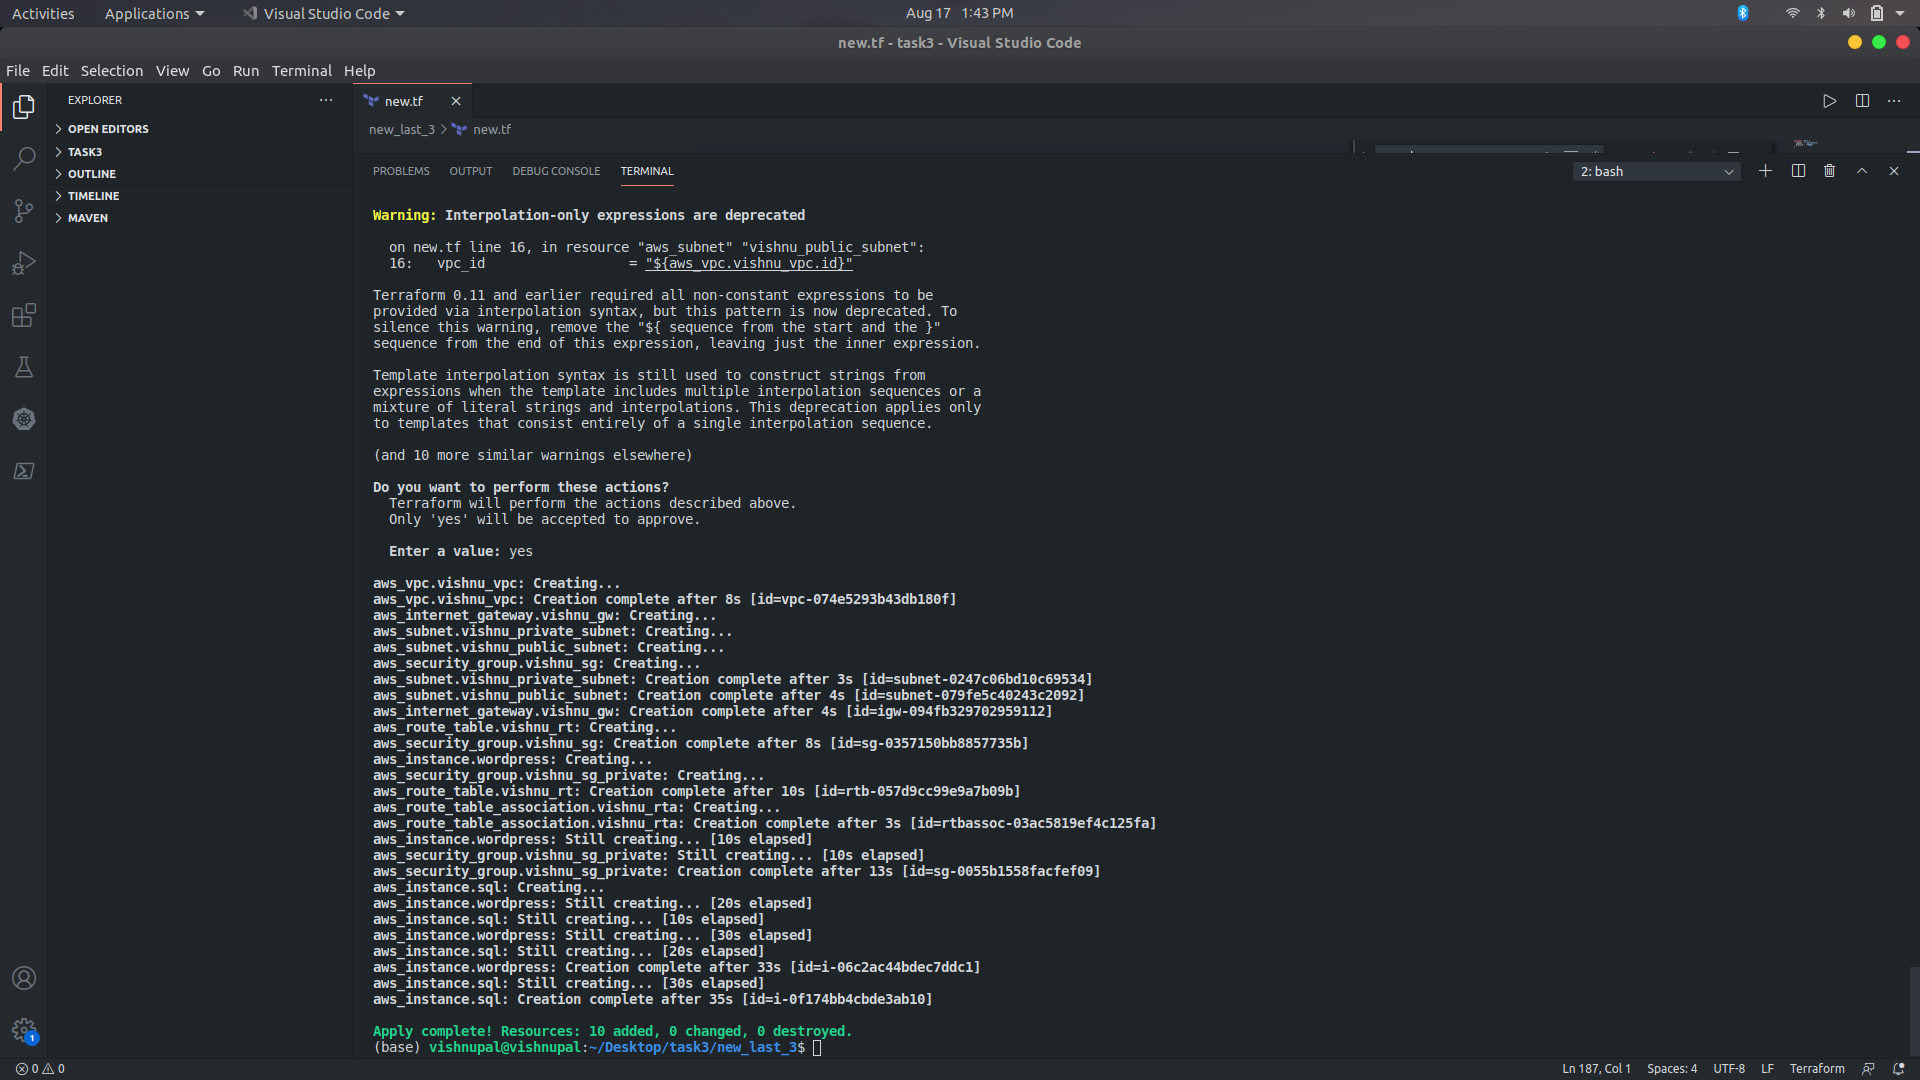 Activities Applications Visual Studio Code Aug 17 1:43 PM
new.tf - task3 - Visual Studio Code
File Edit Selection View Go Run Terminal Help
EXPLORER
OPEN EDITORS
TASK3
OUTLINE
TIMELINE
MAVEN
new.tf
new_last_3 > new.tf
PROBLEMS OUTPUT DEBUG CONSOLE TERMINAL 2: bash
Warning: Interpolation-only expressions are deprecated
on new.tf line 16, in resource "aws_subnet" "vishnu_public_subnet":
16: vpc_id = "${aws_vpc.vishnu_vpc.id}"
Terraform 0.11 and earlier required all non-constant expressions to be
provided via interpolation syntax, but this pattern is now deprecated. To
silence this warning, remove the "${ sequence from the start and the }"
sequence from the end of this expression, leaving just the inner expression.
Template interpolation syntax is still used to construct strings from
expressions when the template includes multiple interpolation sequences or a
mixture of literal strings and interpolations. This deprecation applies only
to templates that consist entirely of a single interpolation sequence.
(and 10 more similar warnings elsewhere)
Do you want to perform these actions?
Terraform will perform the actions described above.
Only 'yes' will be accepted to approve.
Enter a value: yes
aws_vpc.vishnu_vpc: Creating...
aws_vpc.vishnu_vpc: Creation complete after 8s [id=vpc-074e5293b43db180f]
aws_internet_gateway.vishnu_gw: Creating...
aws_subnet.vishnu_private_subnet: Creating...
aws_subnet.vishnu_public_subnet: Creating...
aws_security_group.vishnu_sg: Creating...
aws_subnet.vishnu_private_subnet: Creation complete after 3s [id=subnet-0247c06bd10c69534]
aws_subnet.vishnu_public_subnet: Creation complete after 4s [id=subnet-079fe5c40243c2092]
aws_internet_gateway.vishnu_gw: Creation complete after 4s [id=igw-094fb329702959112]
aws_route_table.vishnu_rt: Creating...
aws_security_group.vishnu_sg: Creation complete after 8s [id=sg-0357150bb8857735b]
aws_instance.wordpress: Creating...
aws_security_group.vishnu_sg_private: Creating...
aws_route_table.vishnu_rt: Creation complete after 10s [id=rtb-057d9cc99e9a7b09b]
aws_route_table_association.vishnu_rta: Creating...
aws_route_table_association.vishnu_rta: Creation complete after 3s [id=rtbassoc-03ac5819ef4c125fa]
aws_instance.wordpress: Still creating... [10s elapsed]
aws_security_group.vishnu_sg_private: Still creating... [10s elapsed]
aws_security_group.vishnu_sg_private: Creation complete after 13s [id=sg-0055b1558facfef09]
aws_instance.sql: Creating...
aws_instance.wordpress: Still creating... [20s elapsed]
aws_instance.sql: Still creating... [10s elapsed]
aws_instance.wordpress: Still creating... [30s elapsed]
aws_instance.sql: Still creating... [20s elapsed]
aws_instance.wordpress: Creation complete after 33s [id=i-06c2ac44bdec7ddc1]
aws_instance.sql: Still creating... [30s elapsed]
aws_instance.sql: Creation complete after 35s [id=i-0f174bb4cbde3ab10]
Apply complete! Resources: 10 added, 0 changed, 0 destroyed.
(base) vishnupal@vishnupal:~/Desktop/task3/new_last_3$
1
0 0 Ln 187, Col 1 Spaces: 4 UTF-8 LF Terraform